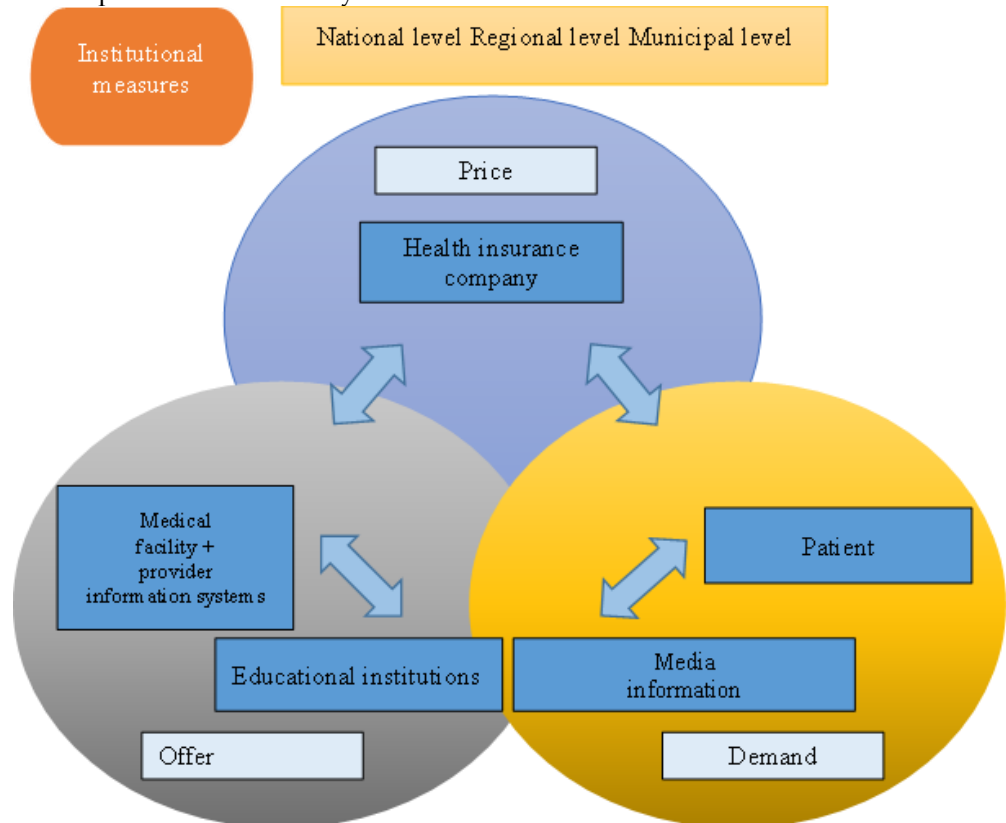 Institutional
measures
National level Regional level Municipal level
Price
Health insurance
company
Medical
facility +
provider
information systems
Patient
Educational institutions
Media
information
Offer
Demand